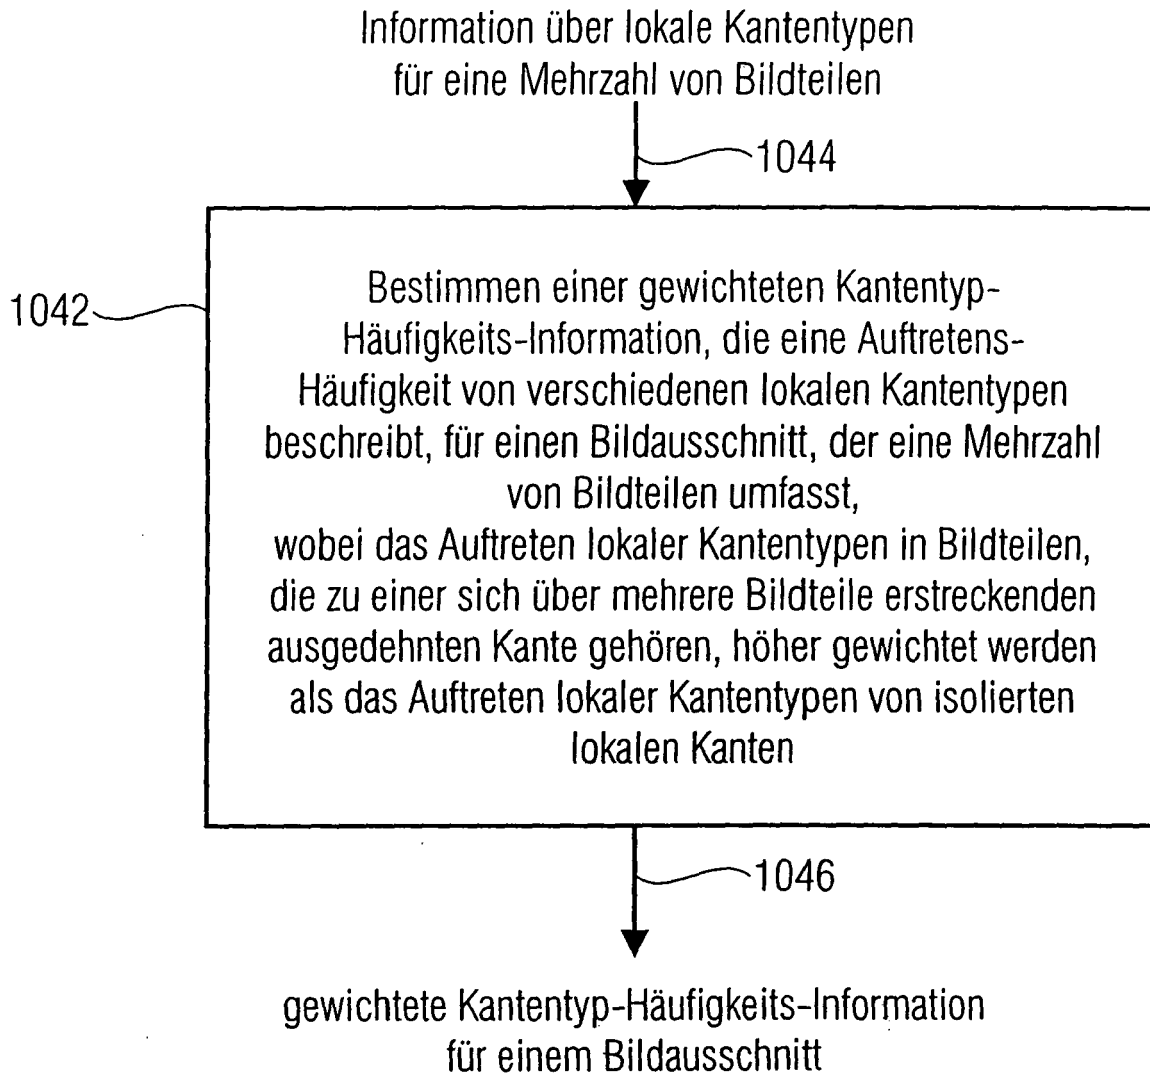 Information über lokale Kantentypen
für eine Mehrzahl von Bildteilen
1044
1042
Bestimmen einer gewichteten Kantentyp-
Häufigkeits-Information, die eine Auftretens-
Häufigkeit von verschiedenen lokalen Kantentypen
beschreibt, für einen Bildausschnitt, der eine Mehrzahl
von Bildteilen umfasst,
wobei das Auftreten lokaler Kantentypen in Bildteilen,
die zu einer sich über mehrere Bildteile erstreckenden
ausgedehnten Kante gehören, höher gewichtet werden
als das Auftreten lokaler Kantentypen von isolierten
lokalen Kanten
1046
gewichtete Kantentyp-Häufigkeits-Information
für einem Bildausschnitt